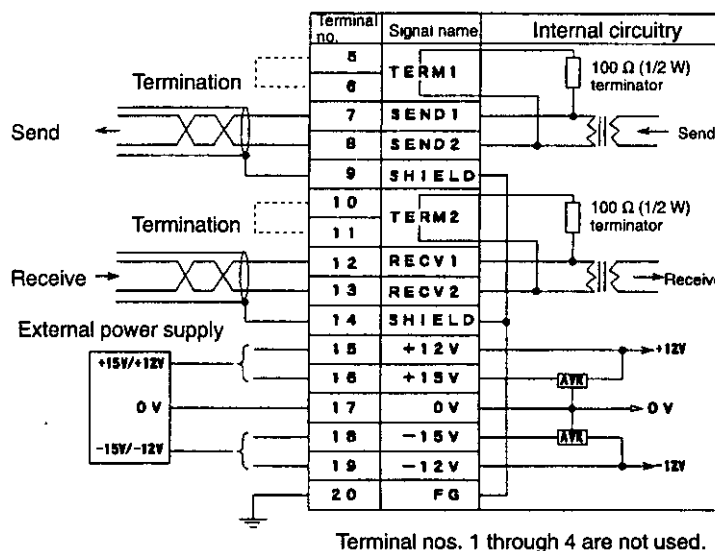 Terminal no. Signal name Internal circuitry
5
TERM1
100 Ω (1/2 W) terminator
Termination
6
7 SEND1
Send
Send
8 SEND2
9 SHIELD
10
TERM2
100 Ω (1/2 W) terminator
Termination
11
12 RECV1
Receive
Receive
13 RECV2
14 SHIELD
External power supply
15 +12V +12V
+15V/+12V
16 +15V AVR
0 V 17 0V 0 V
18 -15V AVR
-15V/-12V
19 -12V -12V
20 FG
Terminal nos. 1 through 4 are not used.